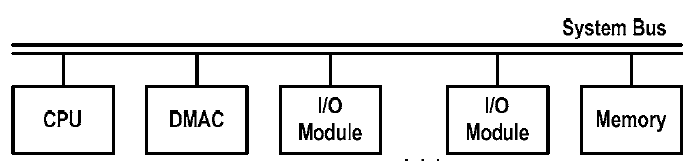 System Bus
CPU
DMAC
I/O
Module
I/O
Module
Memory